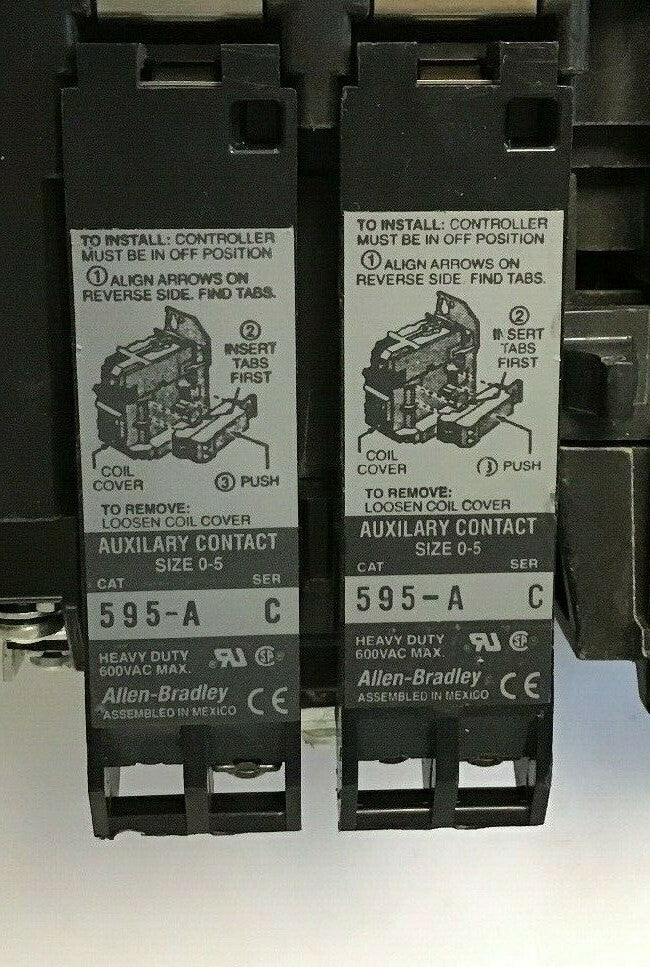 TO INSTALL: CONTROLLER
MUST BE IN OFF POSITION
① ALIGN ARROWS ON
REVERSE SIDE. FIND TABS.
②
INSERT
TABS
FIRST
COIL
COVER
③ PUSH
TO REMOVE:
LOOSEN COIL COVER
AUXILARY CONTACT
SIZE 0-5
CAT SER
595-A C
HEAVY DUTY
600VAC MAX.
RU SP
Allen-Bradley
ASSEMBLED IN MEXICO
CE
TO INSTALL: CONTROLLER
MUST BE IN OFF POSITION
① ALIGN ARROWS ON
REVERSE SIDE. FIND TABS.
②
INSERT
TABS
FIRST
COIL
COVER
③ PUSH
TO REMOVE:
LOOSEN COIL COVER
AUXILARY CONTACT
SIZE 0-5
CAT SER
595-A C
HEAVY DUTY
600VAC MAX.
RU SP
Allen-Bradley
ASSEMBLED IN MEXICO
CE